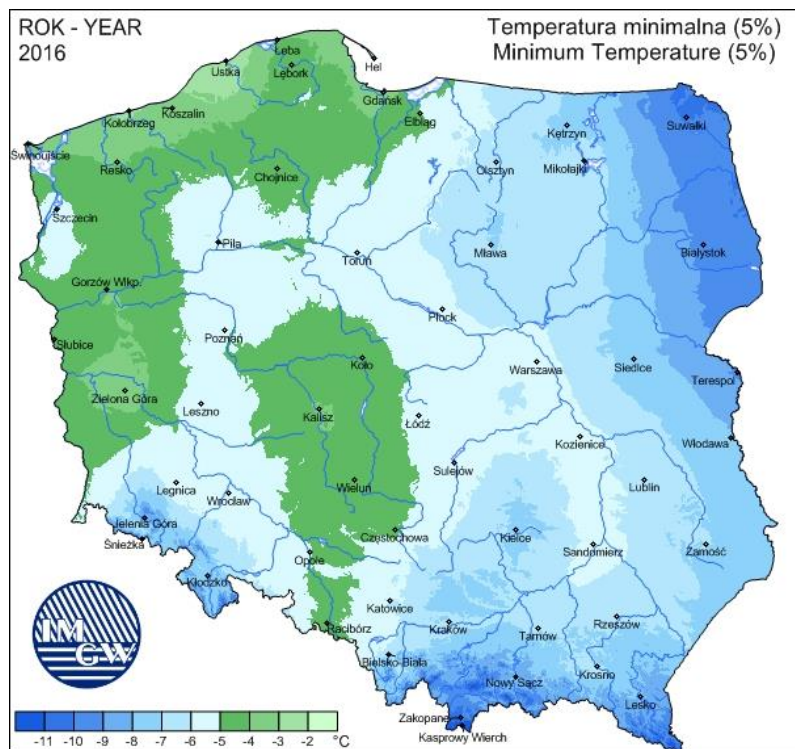 ROK - YEAR
2016
Temperatura minimalna (5%)
Minimum Temperature (5%)
Łeba
Hel
Ustka
Lębork
Gdańsk
Koszalin
Kołobrzeg
Elbląg
Suwałki
Kętrzyn
Świnoujście
Resko
Chojnice
Olsztyn
Mikołajki
Szczecin
Piła
Toruń
Mława
Białystok
Gorzów Wlkp.
Płock
Słubice
Poznań
Koło
Warszawa
Siedlce
Terespol
Zielona Góra
Leszno
Kalisz
Łódź
Kozienice
Włodawa
Sulejów
Legnica
Wrocław
Wieluń
Lublin
Jelenia Góra
Śnieżka
Częstochowa
Kielce
Sandomierz
Zamość
Opole
Kłodzko
Katowice
Racibórz
Kraków
Tarnów
Rzeszów
Bielsko-Biała
Nowy Sącz
Krosno
Lesko
Zakopane
Kasprowy Wierch
IM
GW
-11 -10 -9 -8 -7 -6 -5 -4 -3 -2 °C